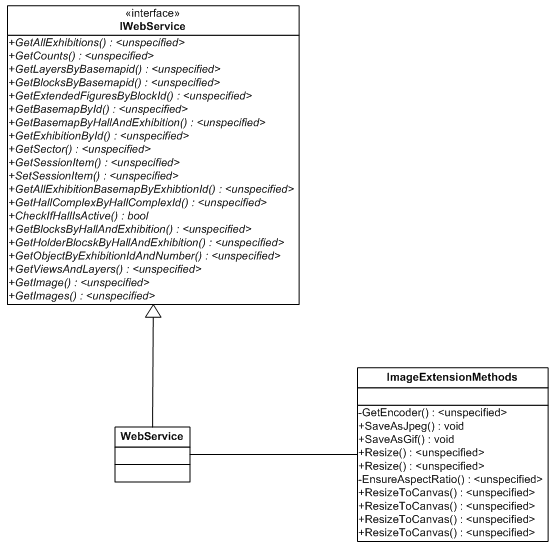 «interface»
IWebService
+GetAllExhibitions() : <unspecified>
+GetCounts() : <unspecified>
+GetLayersByBasemapid() : <unspecified>
+GetBlocksByBasemapid() : <unspecified>
+GetExtendedFiguresByBlockId() : <unspecified>
+GetBasemapById() : <unspecified>
+GetBasemapByHallAndExhibition() : <unspecified>
+GetExhibitionById() : <unspecified>
+GetSector() : <unspecified>
+GetSessionItem() : <unspecified>
+SetSessionItem() : <unspecified>
+GetAllExhibitionBasemapByExhibtionId() : <unspecified>
+GetHallComplexByHallComplexId() : <unspecified>
+CheckIfHallIsActive() : bool
+GetBlocksByHallAndExhibition() : <unspecified>
+GetHolderBlocskByHallAndExhibition() : <unspecified>
+GetObjectByExhibitionIdAndNumber() : <unspecified>
+GetViewsAndLayers() : <unspecified>
+GetImage() : <unspecified>
+GetImages() : <unspecified>
WebService
ImageExtensionMethods
-GetEncoder() : <unspecified>
+SaveAsJpeg() : void
+SaveAsGif() : void
+Resize() : <unspecified>
+Resize() : <unspecified>
-EnsureAspectRatio() : <unspecified>
+ResizeToCanvas() : <unspecified>
+ResizeToCanvas() : <unspecified>
+ResizeToCanvas() : <unspecified>
+ResizeToCanvas() : <unspecified>